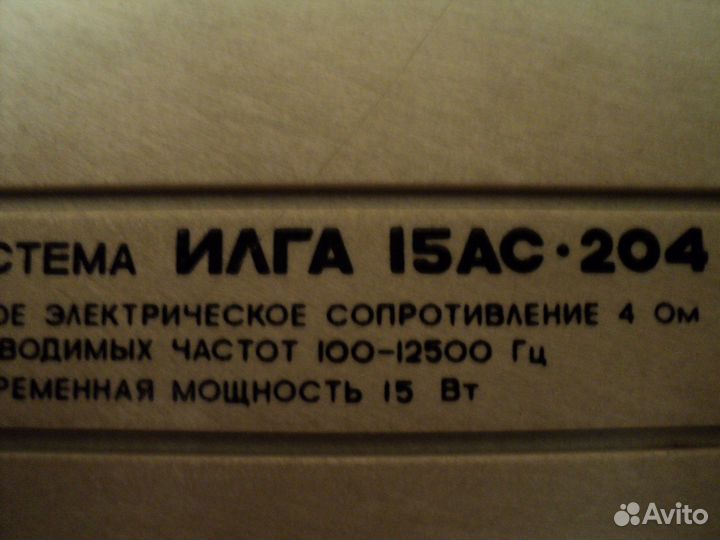 СТЕМА ИЛГА 15АС·204
ОЕ ЭЛЕКТРИЧЕСКОЕ СОПРОТИВЛЕНИЕ 4 Ом
ВОДИМЫХ ЧАСТОТ 100-12500 Гц
РЕМЕННАЯ МОЩНОСТЬ 15 Вт
Avito